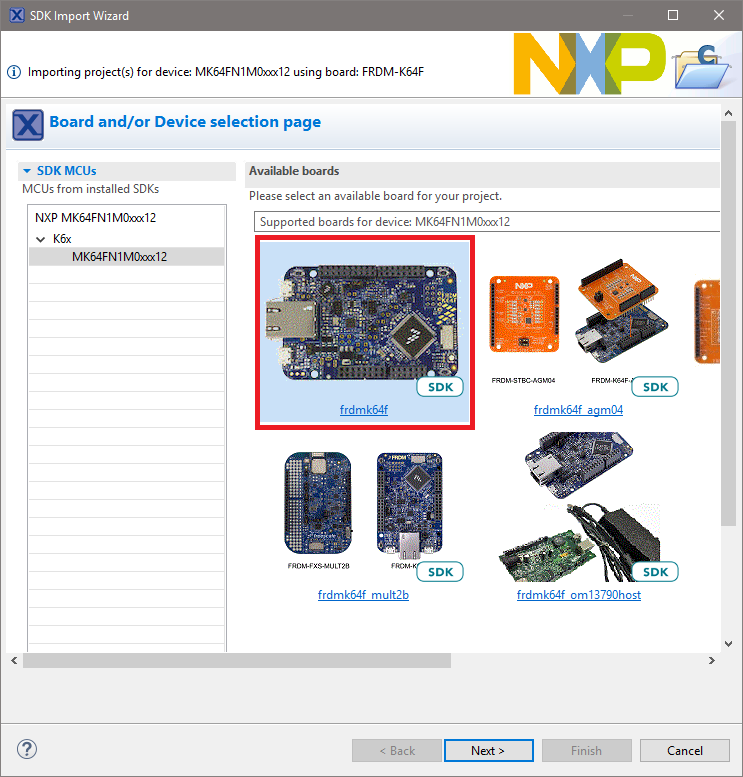 SDK Import Wizard
Importing project(s) for device: MK64FN1M0xxx12 using board: FRDM-K64F
NXP
C
Board and/or Device selection page
SDK MCUs
MCUs from installed SDKs
NXP MK64FN1M0xxx12
K6x
MK64FN1M0xxx12
Available boards
Please select an available board for your project.
Supported boards for device: MK64FN1M0xxx12
SDK
frdmk64f
NXP
FRDM-STBC-AGM04
FRDM-K64F-
SDK
frdmk64f_agm04
FRDM-FXS-MULT2B
FRDM
FRDM-K
SDK
frdmk64f_mult2b
SDK
frdmk64f_om13790host
?
< Back
Next >
Finish
Cancel